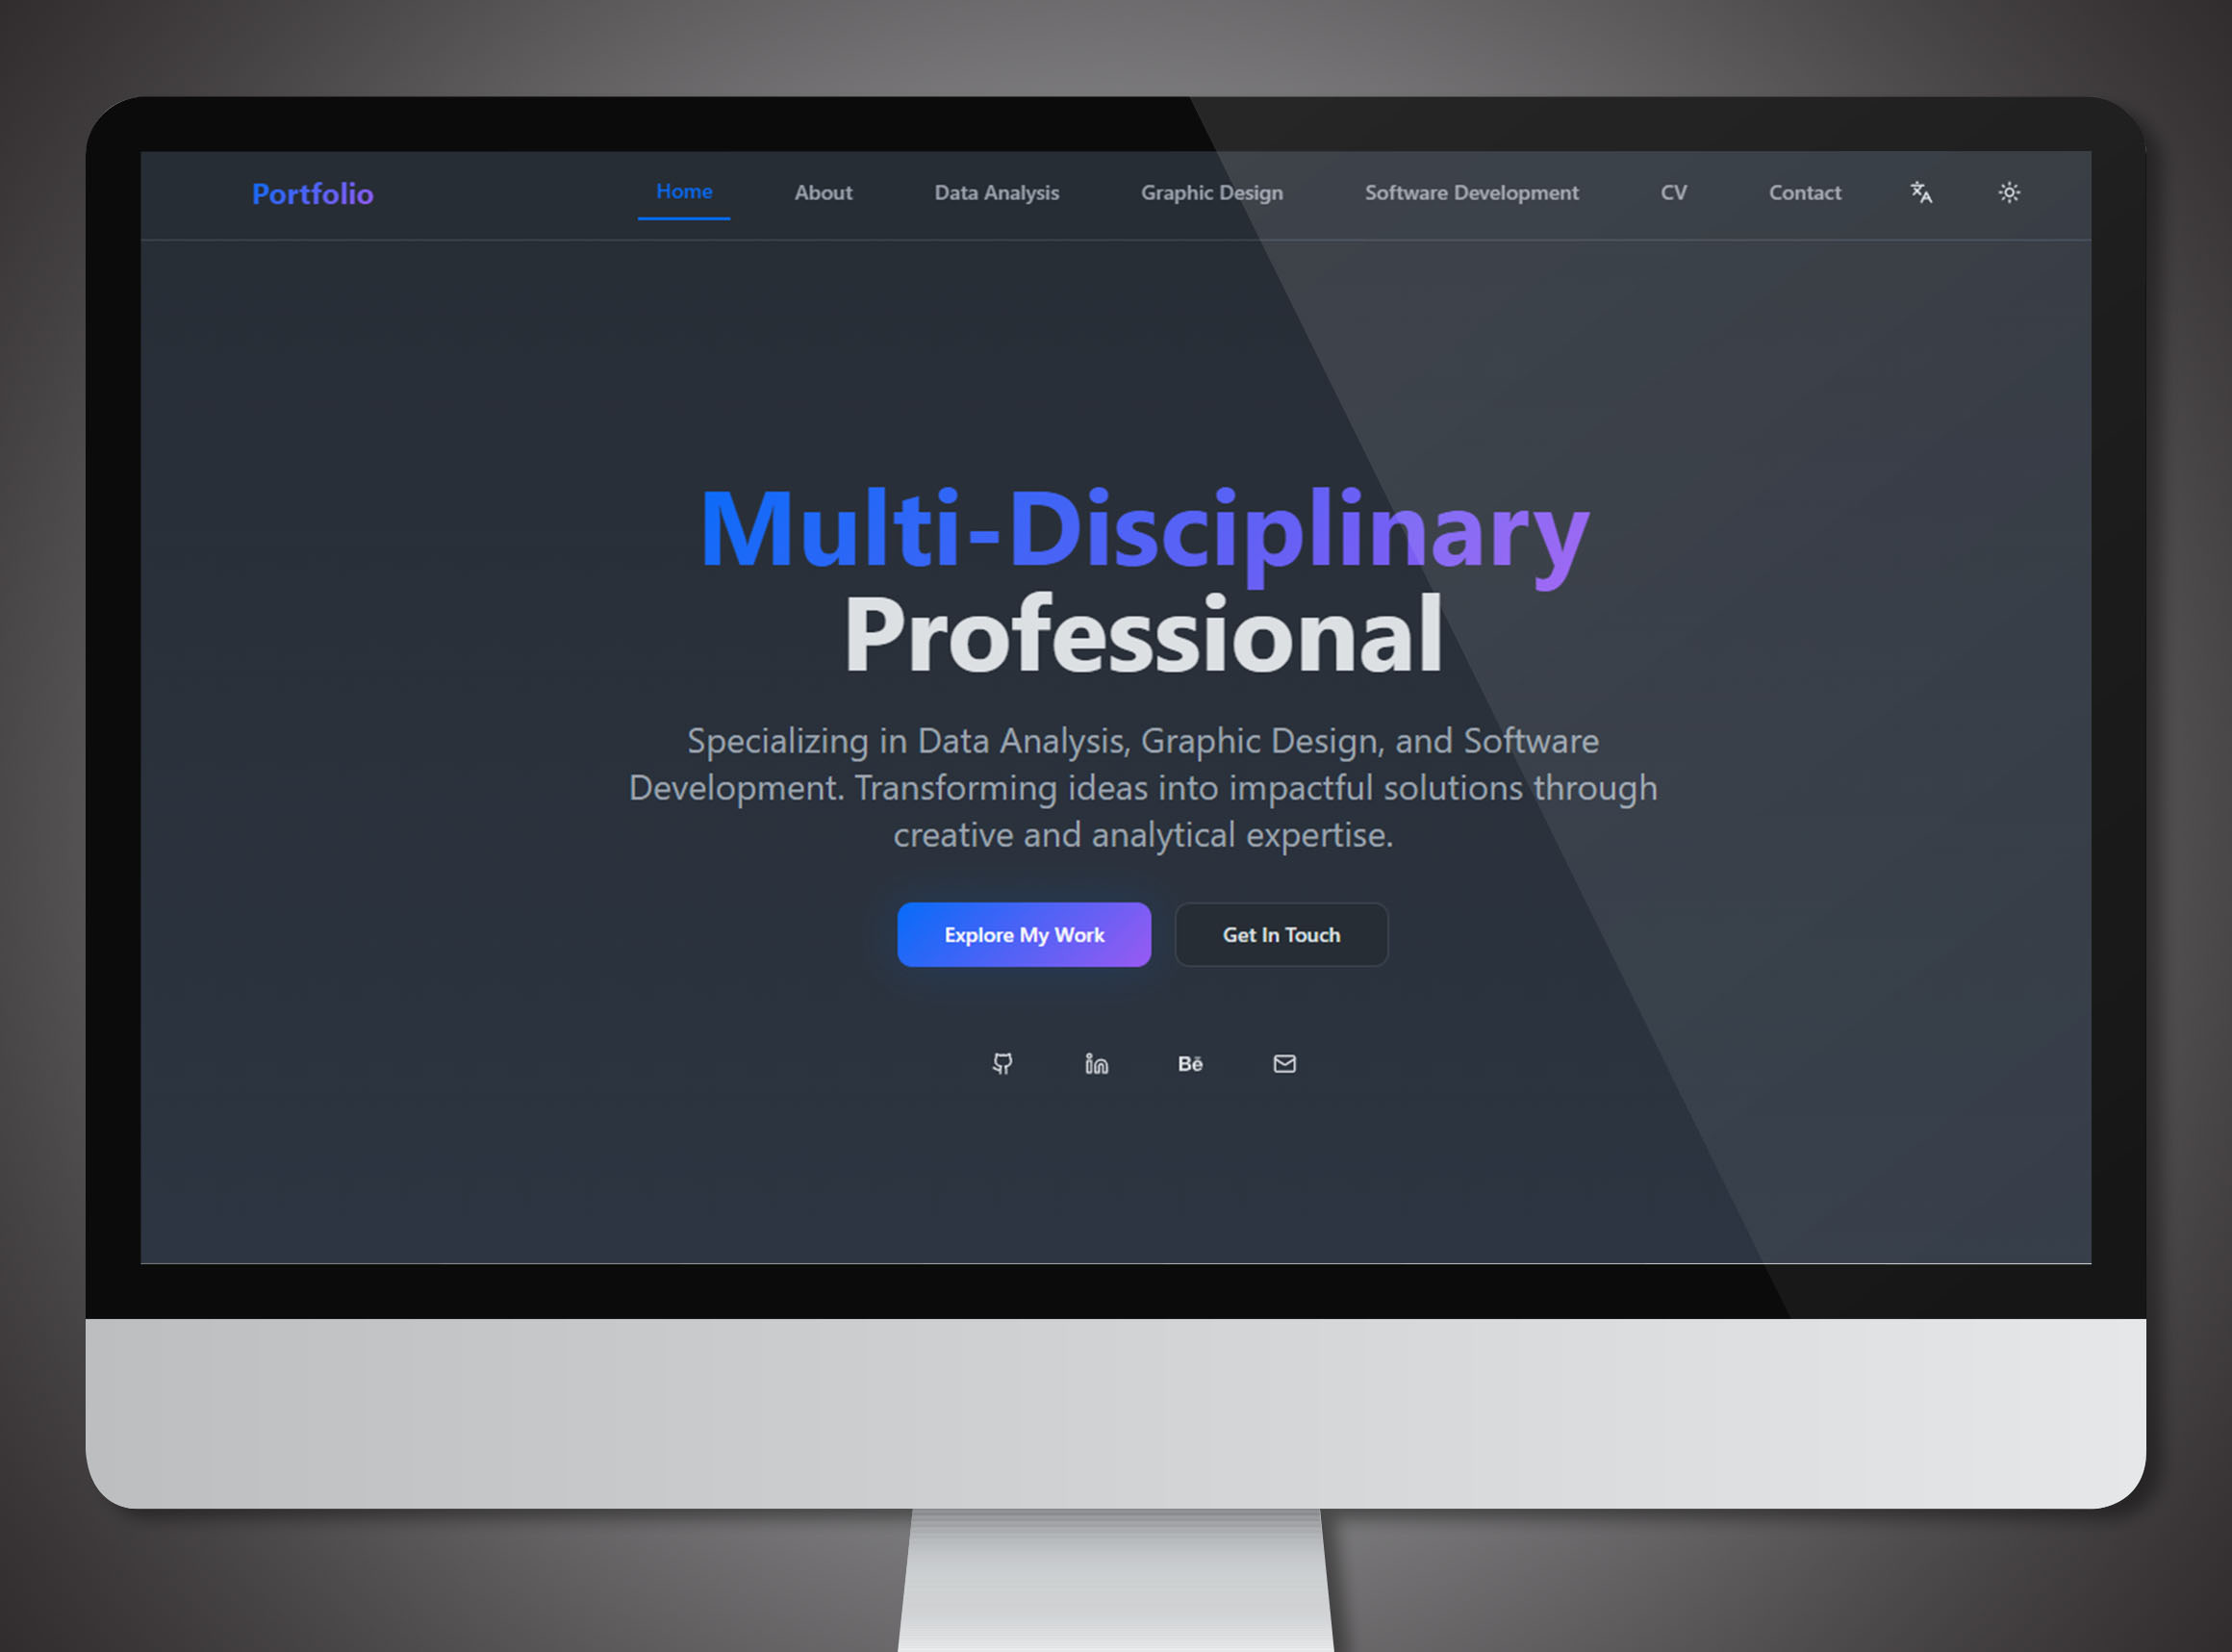 Portfolio
Home About Data Analysis Graphic Design Software Development CV Contact
Multi-Disciplinary
Professional
Specializing in Data Analysis, Graphic Design, and Software
Development. Transforming ideas into impactful solutions through
creative and analytical expertise.
Explore My Work Get In Touch
in Bē